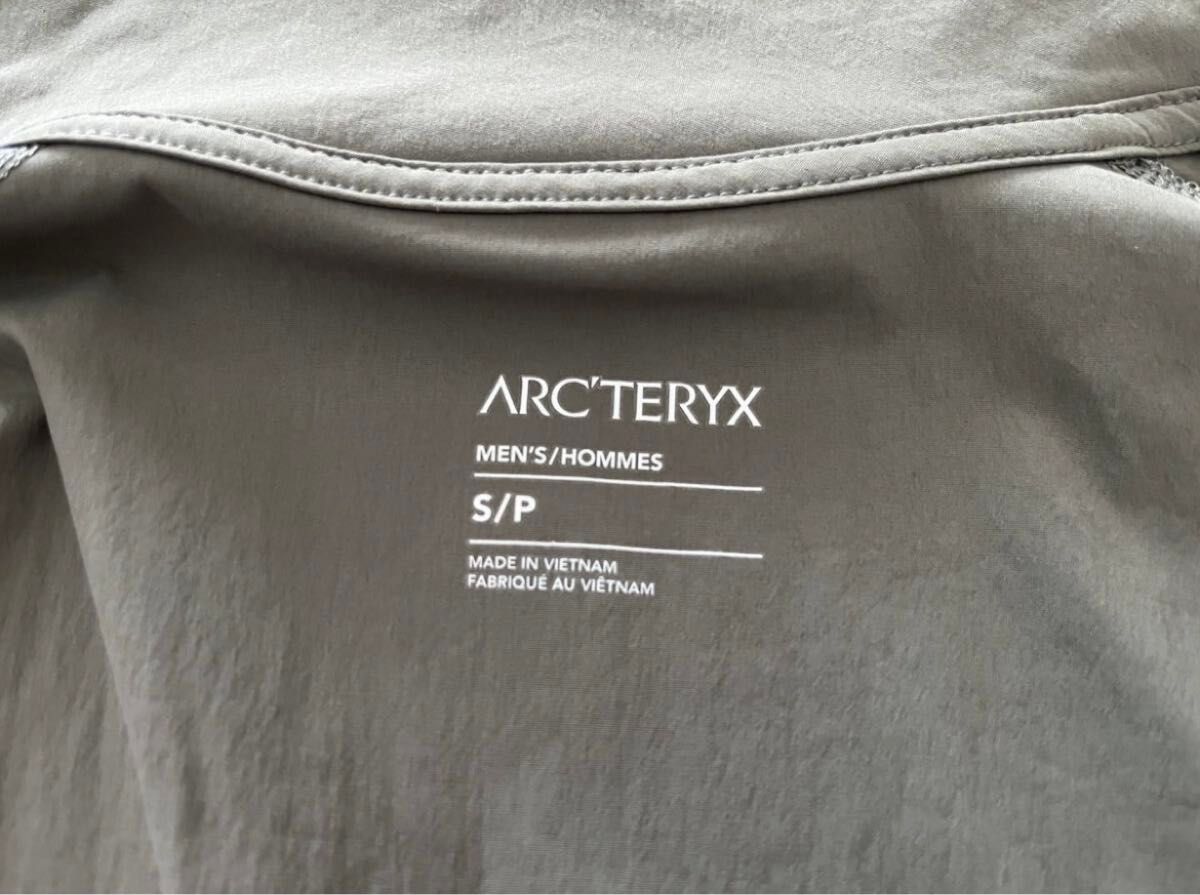 ARC'TERYX
MEN'S/HOMMES
S/P
MADE IN VIETNAM
FABRIQUÉ AU VIÊTNAM